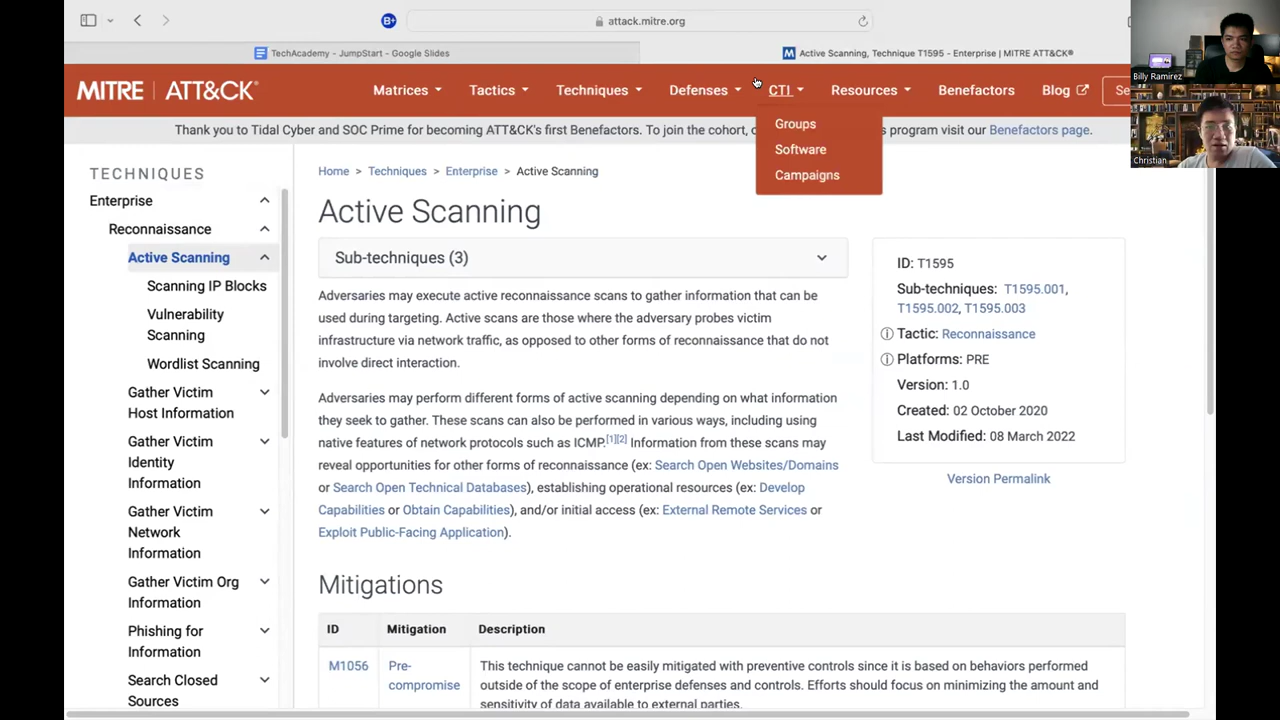 attack.mitre.org
TechAcademy - JumpStart - Google Slides
Active Scanning, Technique T1595 - Enterprise | MITRE ATT&CK®
MITRE | ATT&CK®
Matrices
Tactics
Techniques
Defenses
CTI
Resources
Benefactors
Blog
Se
Groups
Software
Campaigns
Billy Ramirez
Christian
Thank you to Tidal Cyber and SOC Prime for becoming ATT&CK's first Benefactors. To join the cohort, o
s program visit our Benefactors page.
TECHNIQUES
Enterprise
Reconnaissance
Active Scanning
Scanning IP Blocks
Vulnerability
Scanning
Wordlist Scanning
Gather Victim
Host Information
Gather Victim
Identity
Information
Gather Victim
Network
Information
Gather Victim Org
Information
Phishing for
Information
Search Closed
Sources
Home > Techniques > Enterprise > Active Scanning
Active Scanning
Sub-techniques (3)
Adversaries may execute active reconnaissance scans to gather information that can be
used during targeting. Active scans are those where the adversary probes victim
infrastructure via network traffic, as opposed to other forms of reconnaissance that do not
involve direct interaction.
Adversaries may perform different forms of active scanning depending on what information
they seek to gather. These scans can also be performed in various ways, including using
native features of network protocols such as ICMP.[1][2] Information from these scans may
reveal opportunities for other forms of reconnaissance (ex: Search Open Websites/Domains
or Search Open Technical Databases), establishing operational resources (ex: Develop
Capabilities or Obtain Capabilities), and/or initial access (ex: External Remote Services or
Exploit Public-Facing Application).
ID: T1595
Sub-techniques: T1595.001,
T1595.002, T1595.003
Tactic: Reconnaissance
Platforms: PRE
Version: 1.0
Created: 02 October 2020
Last Modified: 08 March 2022
Version Permalink
Mitigations
ID Mitigation Description
M1056 Pre-compromise
This technique cannot be easily mitigated with preventive controls since it is based on behaviors performed
outside of the scope of enterprise defenses and controls. Efforts should focus on minimizing the amount and
sensitivity of data available to external parties.